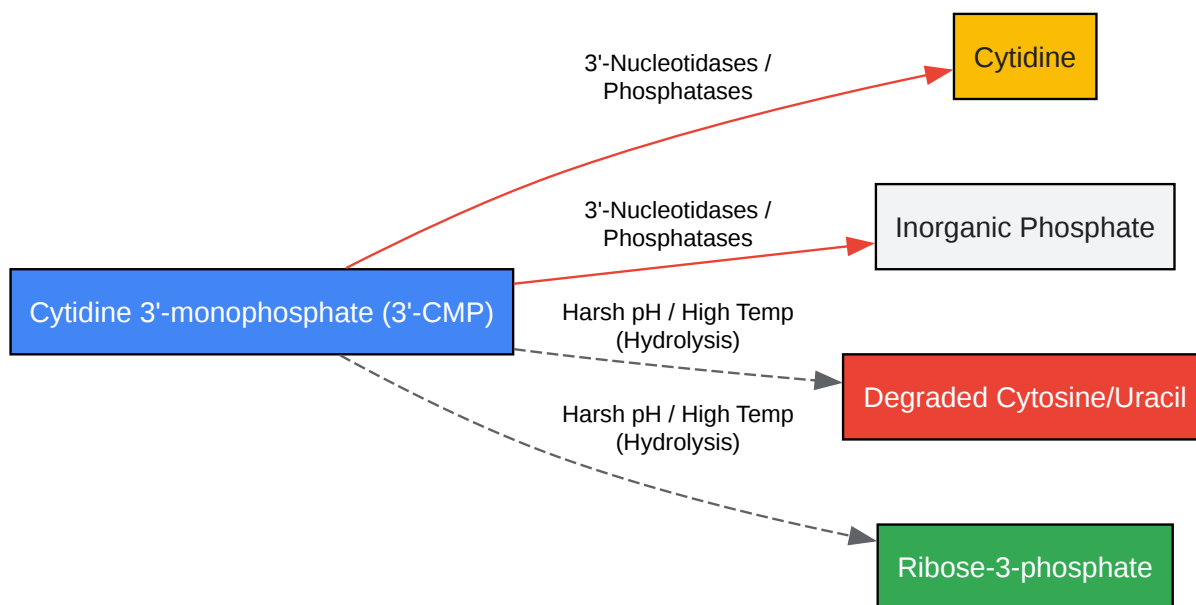 3'-Nucleotidases /
Phosphatases
Cytidine
3'-Nucleotidases /
Phosphatases
Inorganic Phosphate
Cytidine 3'-monophosphate (3'-CMP)
Harsh pH / High Temp
(Hydrolysis)
Degraded Cytosine/Uracil
Harsh pH / High Temp
(Hydrolysis)
Ribose-3-phosphate